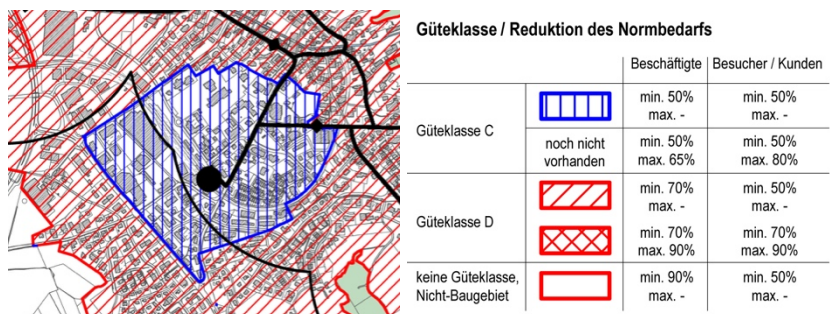 Güteklasse / Reduktion des Normbedarfs
Beschäftigte Besucher / Kunden
Güteklasse C
min. 50% min. 50%
max. - max. -
noch nicht min. 50% min. 50%
vorhanden max. 65% max. 80%
Güteklasse D
min. 70% min. 50%
max. - max. -
min. 70% min. 70%
max. 90% max. 90%
keine Güteklasse, min. 90% min. 50%
Nicht-Baugebiet max. - max. -